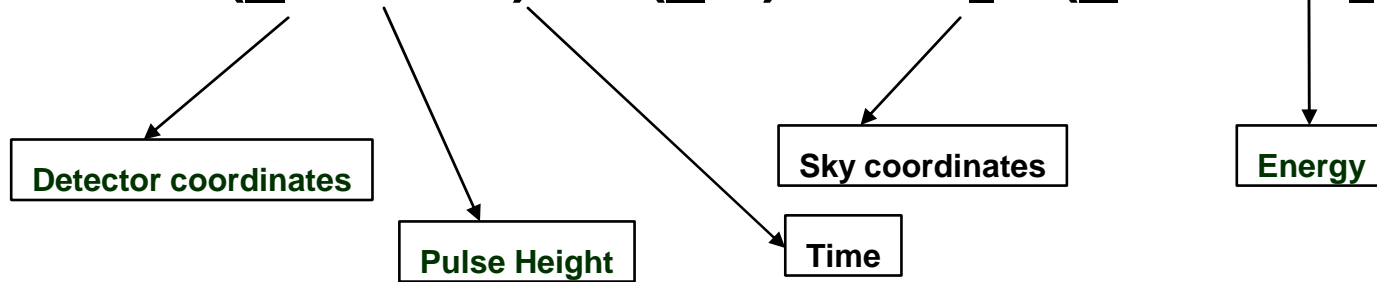 Detector coordinates
Sky coordinates
Energy
Pulse Height
Time